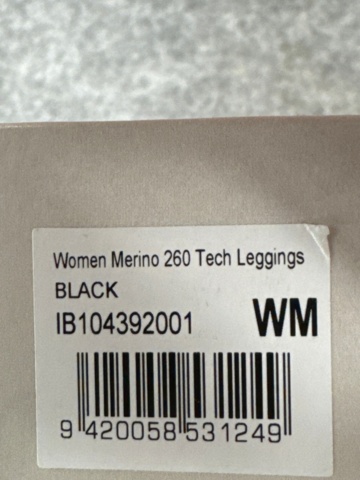 Women Merino 260 Tech Leggings
BLACK
IB104392001 WM
9 420058 531249